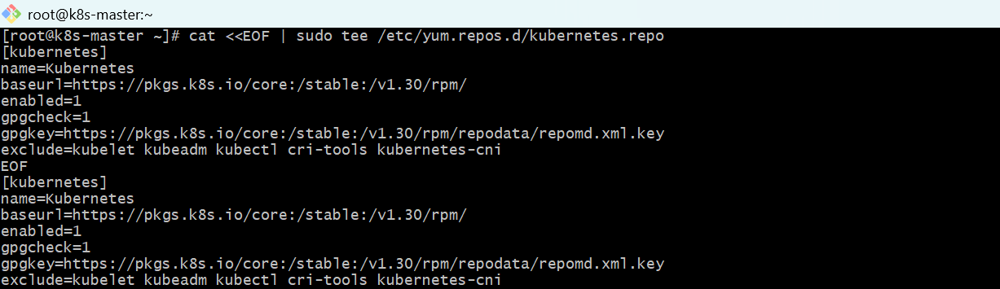 root@k8s-master:~
[root@k8s-master ~]# cat <<EOF | sudo tee /etc/yum.repos.d/kubernetes.repo
[kubernetes]
name=Kubernetes
baseurl=https://pkgs.k8s.io/core:/stable:/v1.30/rpm/
enabled=1
gpgcheck=1
gpgkey=https://pkgs.k8s.io/core:/stable:/v1.30/rpm/repodata/repomd.xml.key
exclude=kubelet kubeadm kubectl cri-tools kubernetes-cni
EOF
[kubernetes]
name=Kubernetes
baseurl=https://pkgs.k8s.io/core:/stable:/v1.30/rpm/
enabled=1
gpgcheck=1
gpgkey=https://pkgs.k8s.io/core:/stable:/v1.30/rpm/repodata/repomd.xml.key
exclude=kubelet kubeadm kubectl cri-tools kubernetes-cni